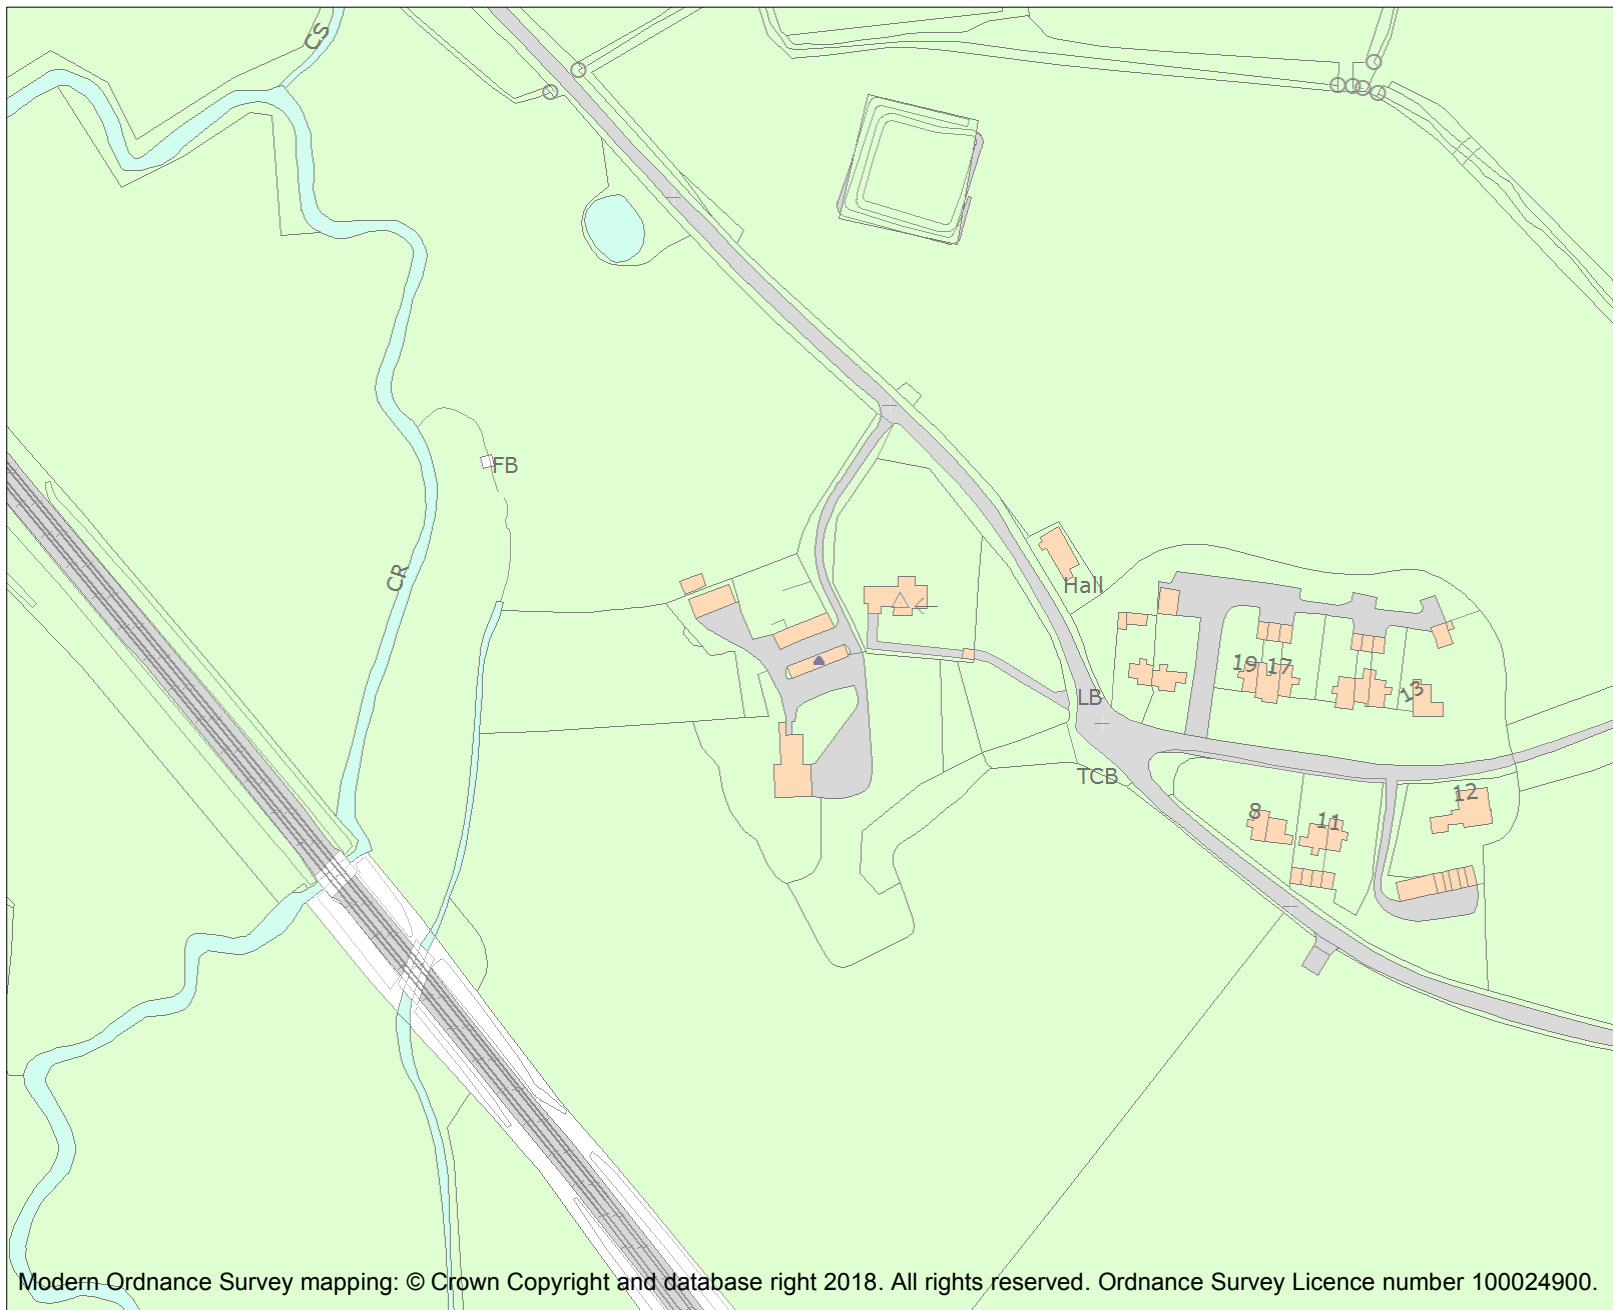 CS
FB
CR
Hall
19 17
13
LB
TCB
12
8
11
Modern Ordnance Survey mapping: © Crown Copyright and database right 2018. All rights reserved. Ordnance Survey Licence number 100024900.